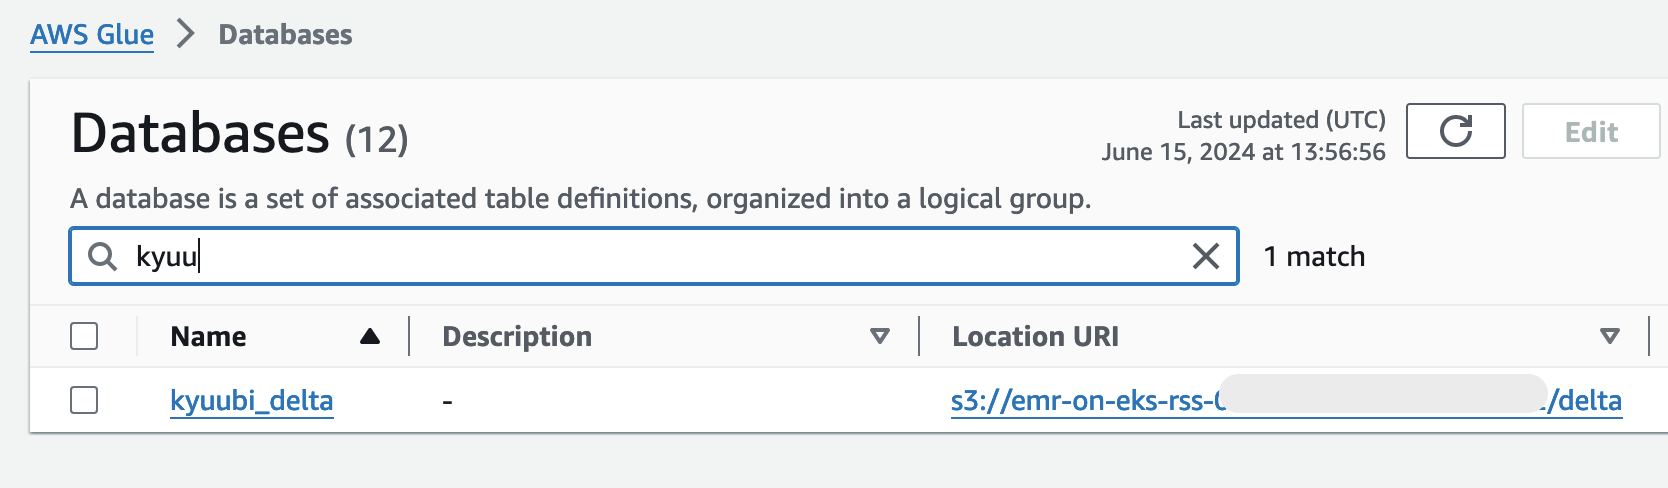 AWS Glue > Databases
Databases (12)
Last updated (UTC)
June 15, 2024 at 13:56:56
Edit
A database is a set of associated table definitions, organized into a logical group.
kyuu
1 match
Name Description Location URI
kyuubi_delta - s3://emr-on-eks-rss- /delta